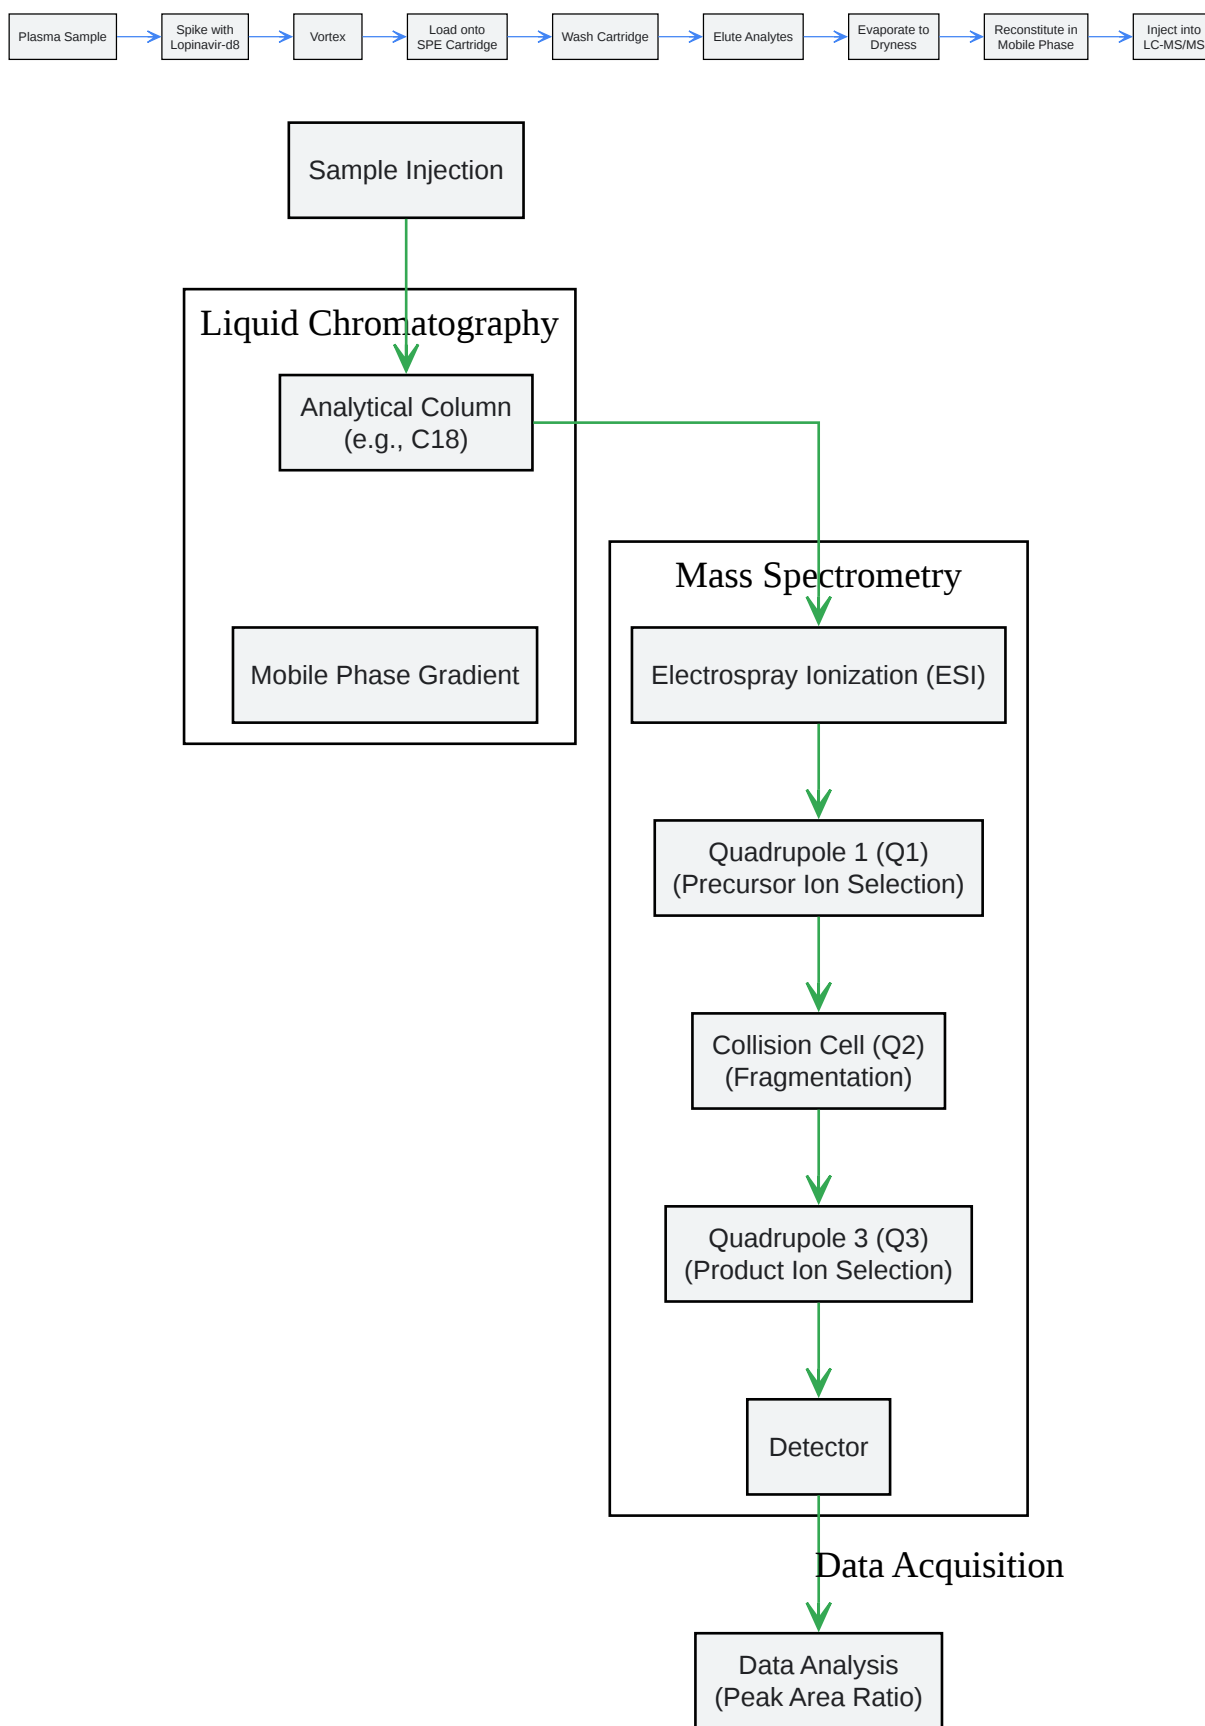 Plasma Sample
Spike with
Lopinavir-d8
Vortex
Load onto
SPE Cartridge
Wash Cartridge
Elute Analytes
Evaporate to
Dryness
Reconstitute in
Mobile Phase
Inject into
LC-MS/MS
Sample Injection
Liquid Chromatography
Analytical Column
(e.g., C18)
Mobile Phase Gradient
Mass Spectrometry
Electrospray Ionization (ESI)
Quadrupole 1 (Q1)
(Precursor Ion Selection)
Collision Cell (Q2)
(Fragmentation)
Quadrupole 3 (Q3)
(Product Ion Selection)
Detector
Data Acquisition
Data Analysis
(Peak Area Ratio)